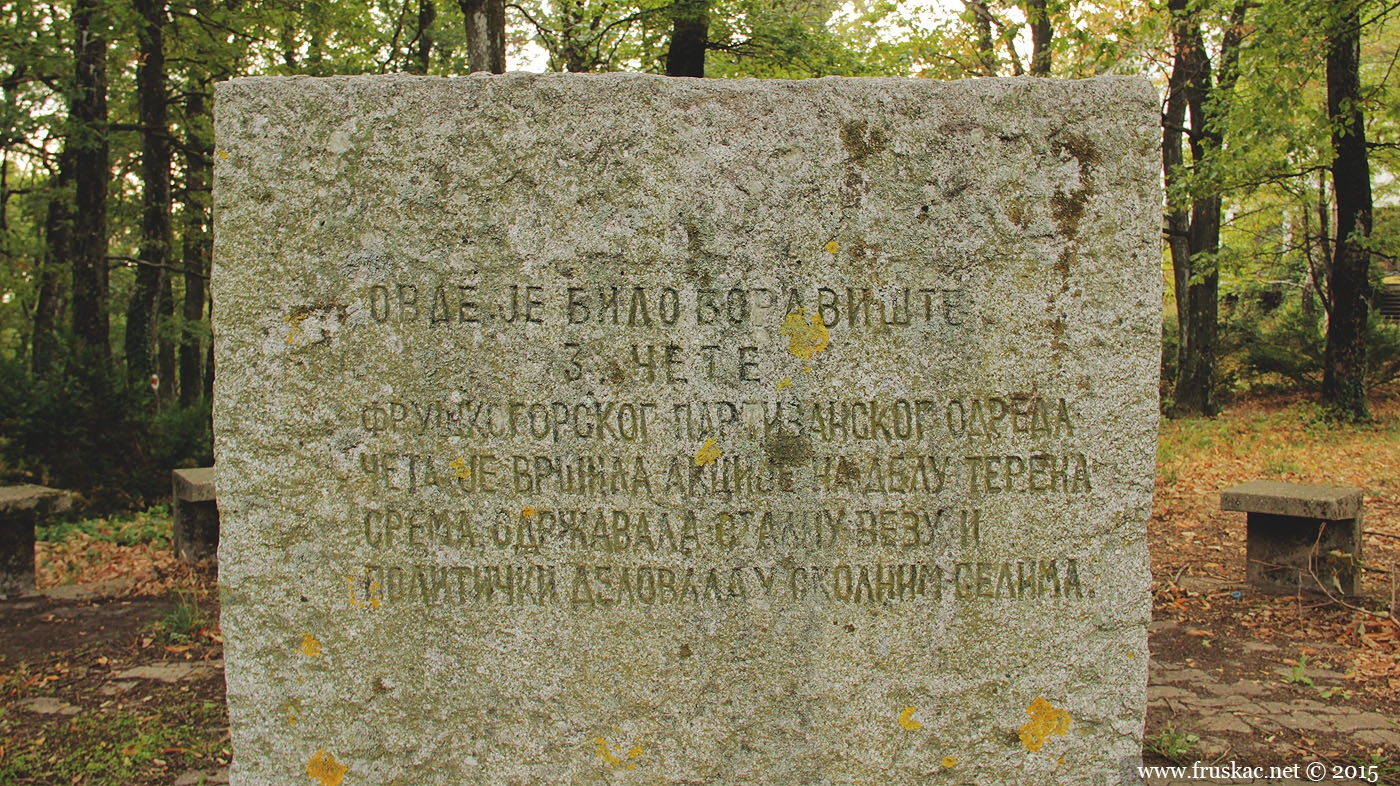 ОВДЕ ЈЕ БИЛО БОРАВИШТЕ
3. ЧЕТЕ
ФРУШКОГОРСКОГ ПАРТИЗАНСКОГ ОДРЕДА
ЧЕТА ЈЕ ВРШИЛА АКЦИЈЕ НА ДЕЛУ ТЕРЕНА
СРЕМА ОДРЖАВАЛА СТАЛНУ ВЕЗУ И
ПОЛИТИЧКИ ДЕЛОВАЛА У ОКОЛНИМ СЕЛИМА.
www.fruskac.net © 2015